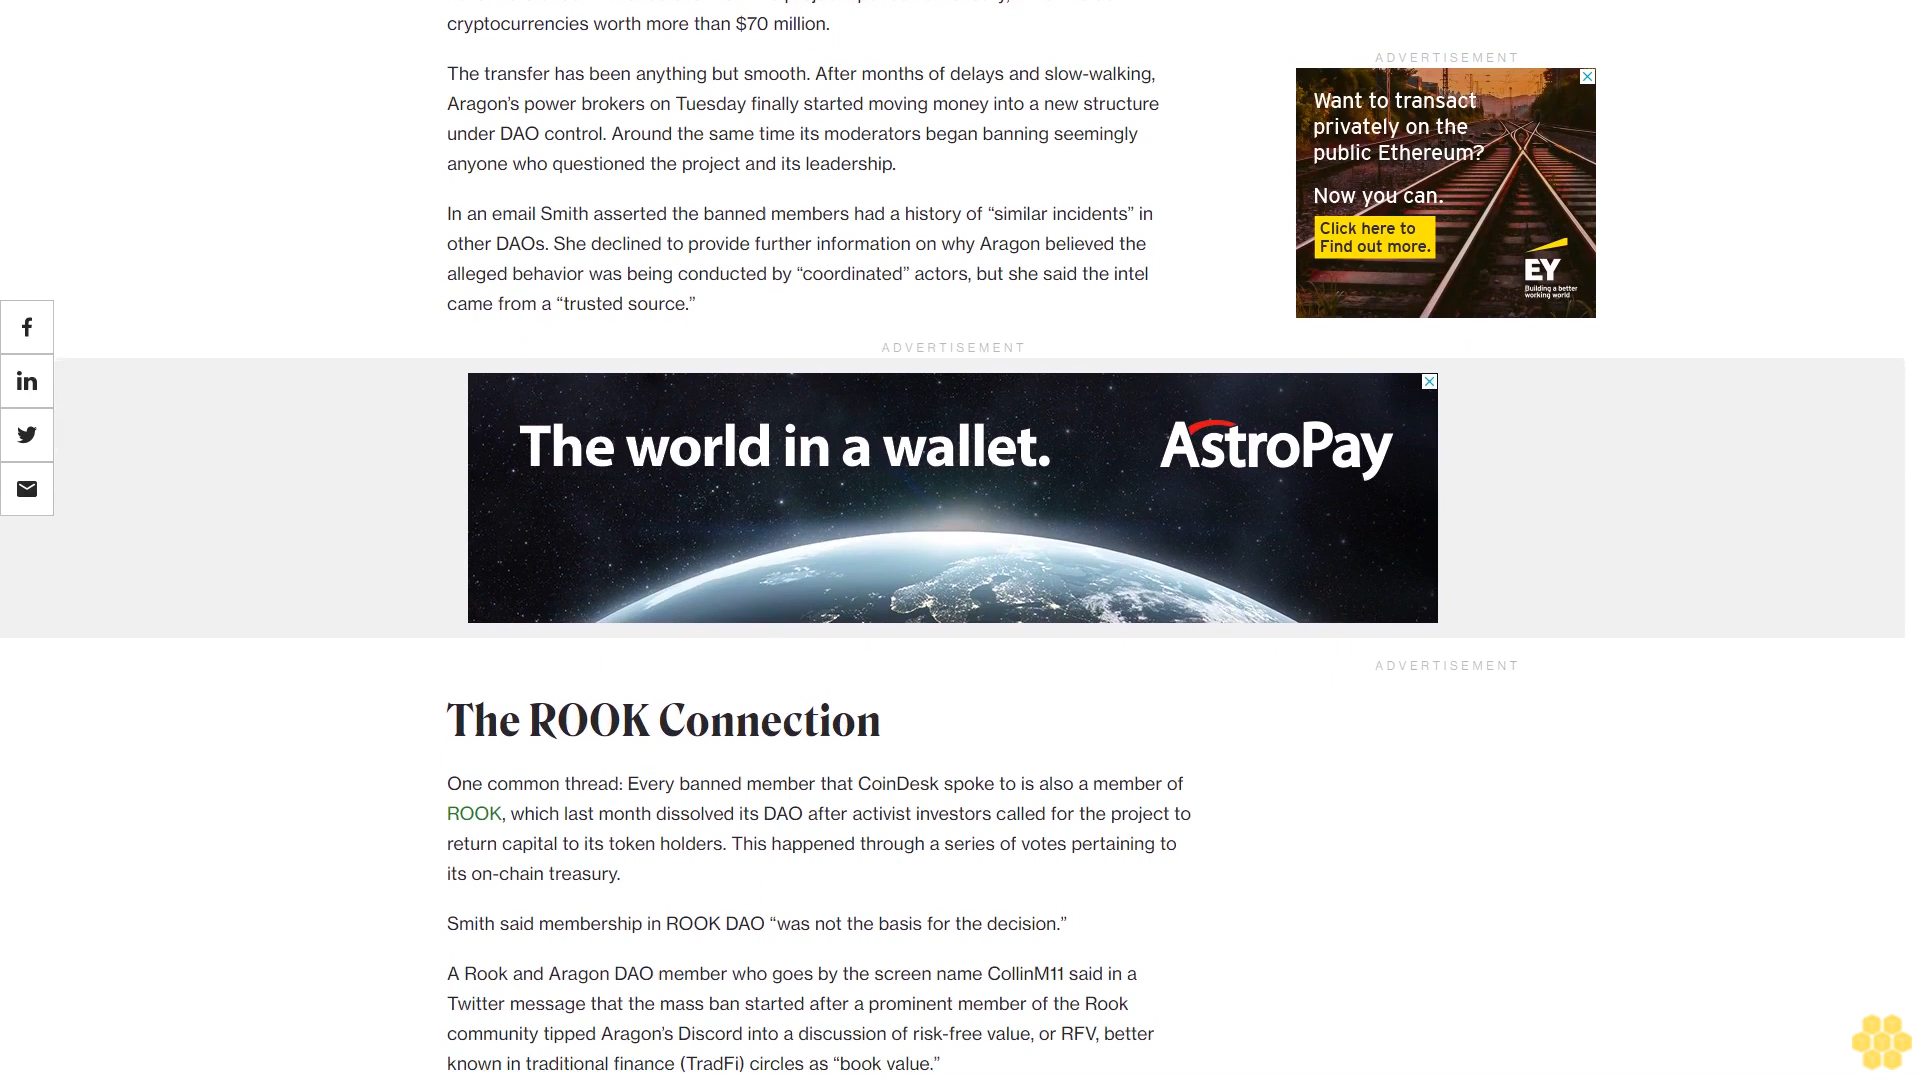 cryptocurrencies worth more than $70 million.
ADVERTISEMENT
The transfer has been anything but smooth. After months of delays and slow-walking,
Aragon’s power brokers on Tuesday finally started moving money into a new structure
under DAO control. Around the same time its moderators began banning seemingly
anyone who questioned the project and its leadership.
In an email Smith asserted the banned members had a history of “similar incidents” in
other DAOs. She declined to provide further information on why Aragon believed the
alleged behavior was being conducted by “coordinated” actors, but she said the intel
came from a “trusted source.”
Want to transact
privately on the
public Ethereum?
Now you can.
Click here to
Find out more.
EY
Building a better
working world
f
in
ADVERTISEMENT
The world in a wallet.
AstroPay
ADVERTISEMENT
The ROOK Connection
One common thread: Every banned member that CoinDesk spoke to is also a member of
ROOK, which last month dissolved its DAO after activist investors called for the project to
return capital to its token holders. This happened through a series of votes pertaining to
its on-chain treasury.
Smith said membership in ROOK DAO “was not the basis for the decision.”
A Rook and Aragon DAO member who goes by the screen name CollinM11 said in a
Twitter message that the mass ban started after a prominent member of the Rook
community tipped Aragon’s Discord into a discussion of risk-free value, or RFV, better
known in traditional finance (TradFi) circles as “book value.”